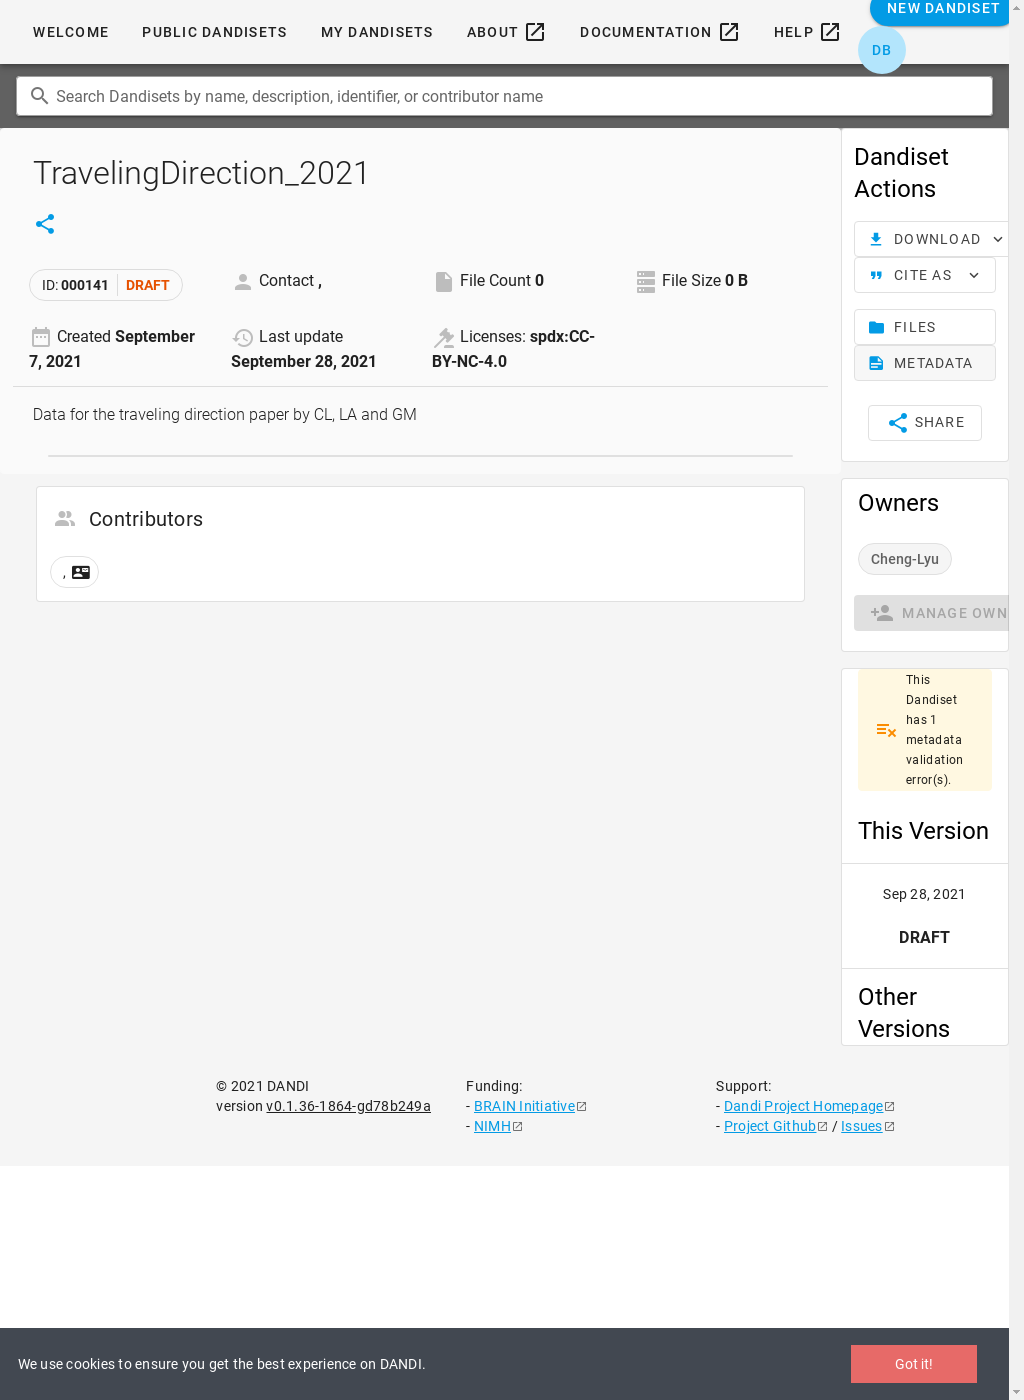 WELCOME PUBLIC DANDISETS MY DANDISETS ABOUT DOCUMENTATION HELP NEW DANDISET
DB
Search Dandisets by name, description, identifier, or contributor name
TravelingDirection_2021
ID: 000141 DRAFT
Contact ,
File Count 0
File Size 0 B
Created September
7, 2021
Last update
September 28, 2021
Licenses: spdx:CC-
BY-NC-4.0
Data for the traveling direction paper by CL, LA and GM
Contributors
,
Dandiset
Actions
DOWNLOAD
CITE AS
FILES
METADATA
SHARE
Owners
Cheng-Lyu
MANAGE OWN
This
Dandiset
has 1
metadata
validation
error(s).
This Version
Sep 28, 2021
DRAFT
Other
Versions
© 2021 DANDI
version v0.1.36-1864-gd78b249a
Funding:
- BRAIN Initiative
- NIMH
Support:
- Dandi Project Homepage
- Project Github / Issues
We use cookies to ensure you get the best experience on DANDI.
Got it!